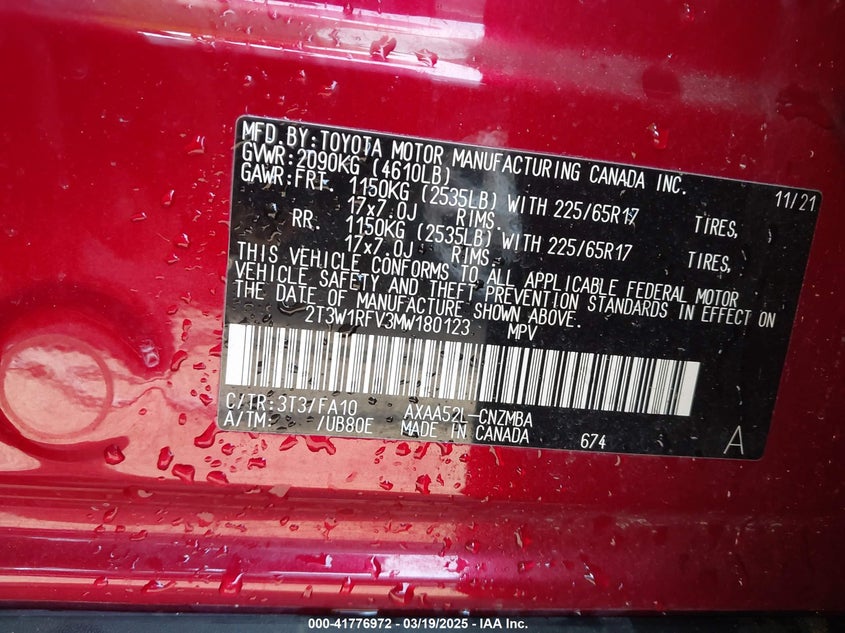 MFD.BY:TOYOTA MOTOR MANUFACTURING CANADA INC.
GVWR:2090KG (4610LB) 11/21
GAWR:FRT. 1150KG (2535LB) WITH 225/65R17 TIRES,
17x7.0J RIMS.
RR. 1150KG (2535LB) WITH 225/65R17 TIRES,
17x7.0J RIMS.
THIS VEHICLE CONFORMS TO ALL APPLICABLE FEDERAL MOTOR
VEHICLE SAFETY AND THEFT PREVENTION STANDARDS IN EFFECT ON
THE DATE OF MANUFACTURE SHOWN ABOVE.
2T3W1RFV3MW180123 MPV
C/TR:3T3/FA10 AXAA52L-CNZMBA
A/TM: /UB80E MADE IN CANADA 674 A
000-41776972 — 03/19/2025 — IAA Inc.